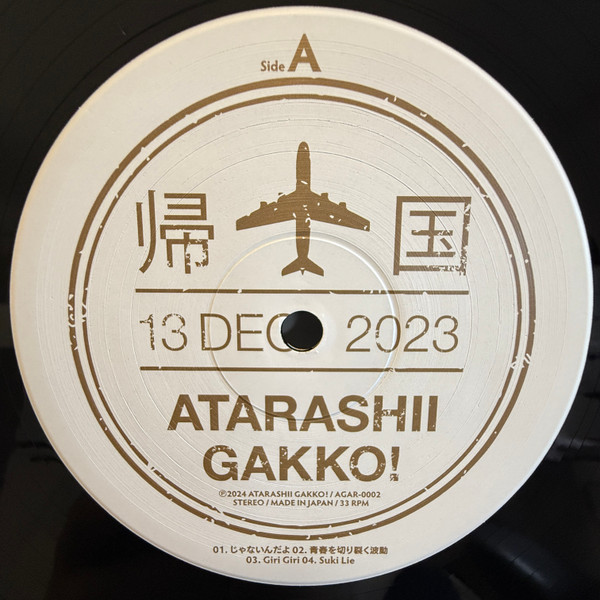 Side A
帰 国
13 DEC 2023
ATARASHII
GAKKO!
℗2024 ATARASHII GAKKO! / AGAR-0002
STEREO / MADE IN JAPAN / 33 RPM
01. じゃないんだよ 02. 青春を切り裂く波動
03. Giri Giri 04. Suki Lie